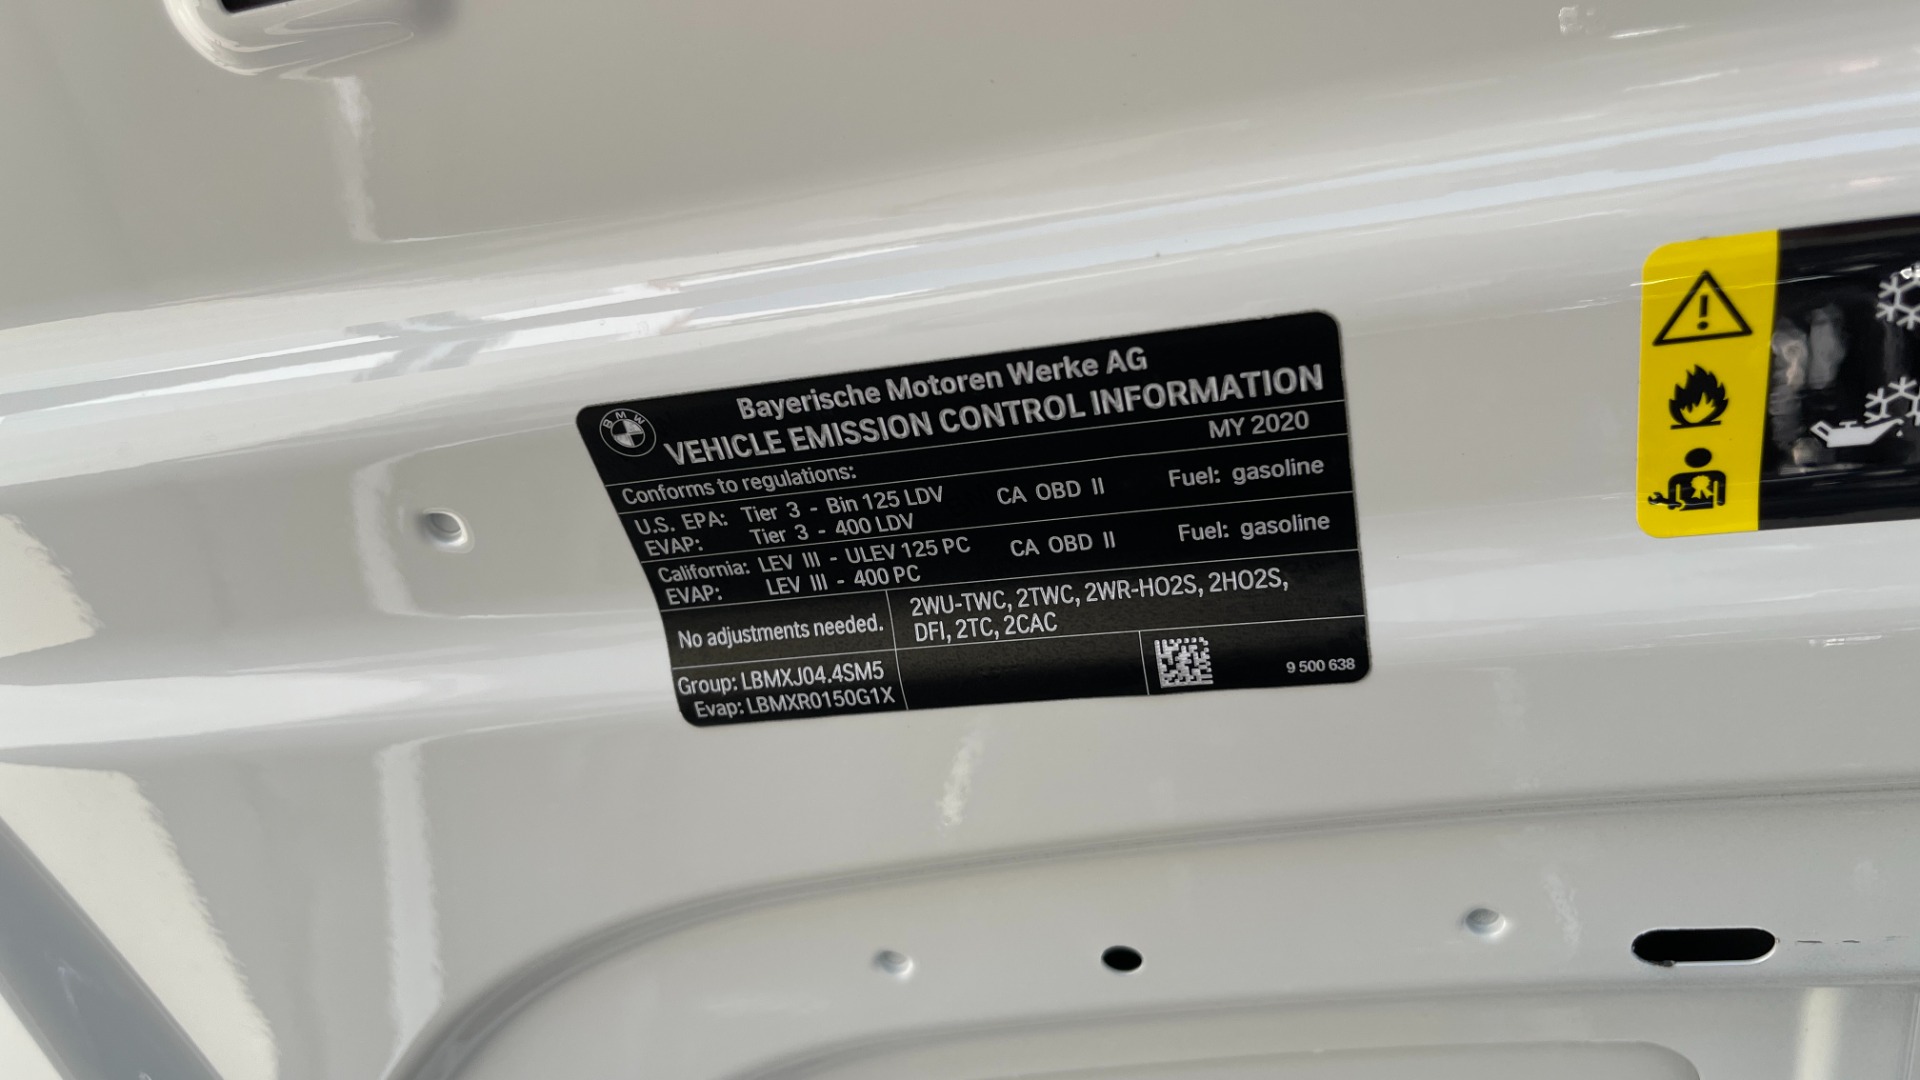 BMW
Bayerische Motoren Werke AG
VEHICLE EMISSION CONTROL INFORMATION
MY 2020
Conforms to regulations:
U.S. EPA: Tier 3 - Bin 125 LDV CA OBD II Fuel: gasoline
EVAP: Tier 3 - 400 LDV
California: LEV III - ULEV 125 PC CA OBD II Fuel: gasoline
EVAP: LEV III - 400 PC
No adjustments needed.
2WU-TWC, 2TWC, 2WR-HO2S, 2HO2S,
DFI, 2TC, 2CAC
Group: LBMXJ04.4SM5
Evap: LBMXR0150G1X
9 500 638